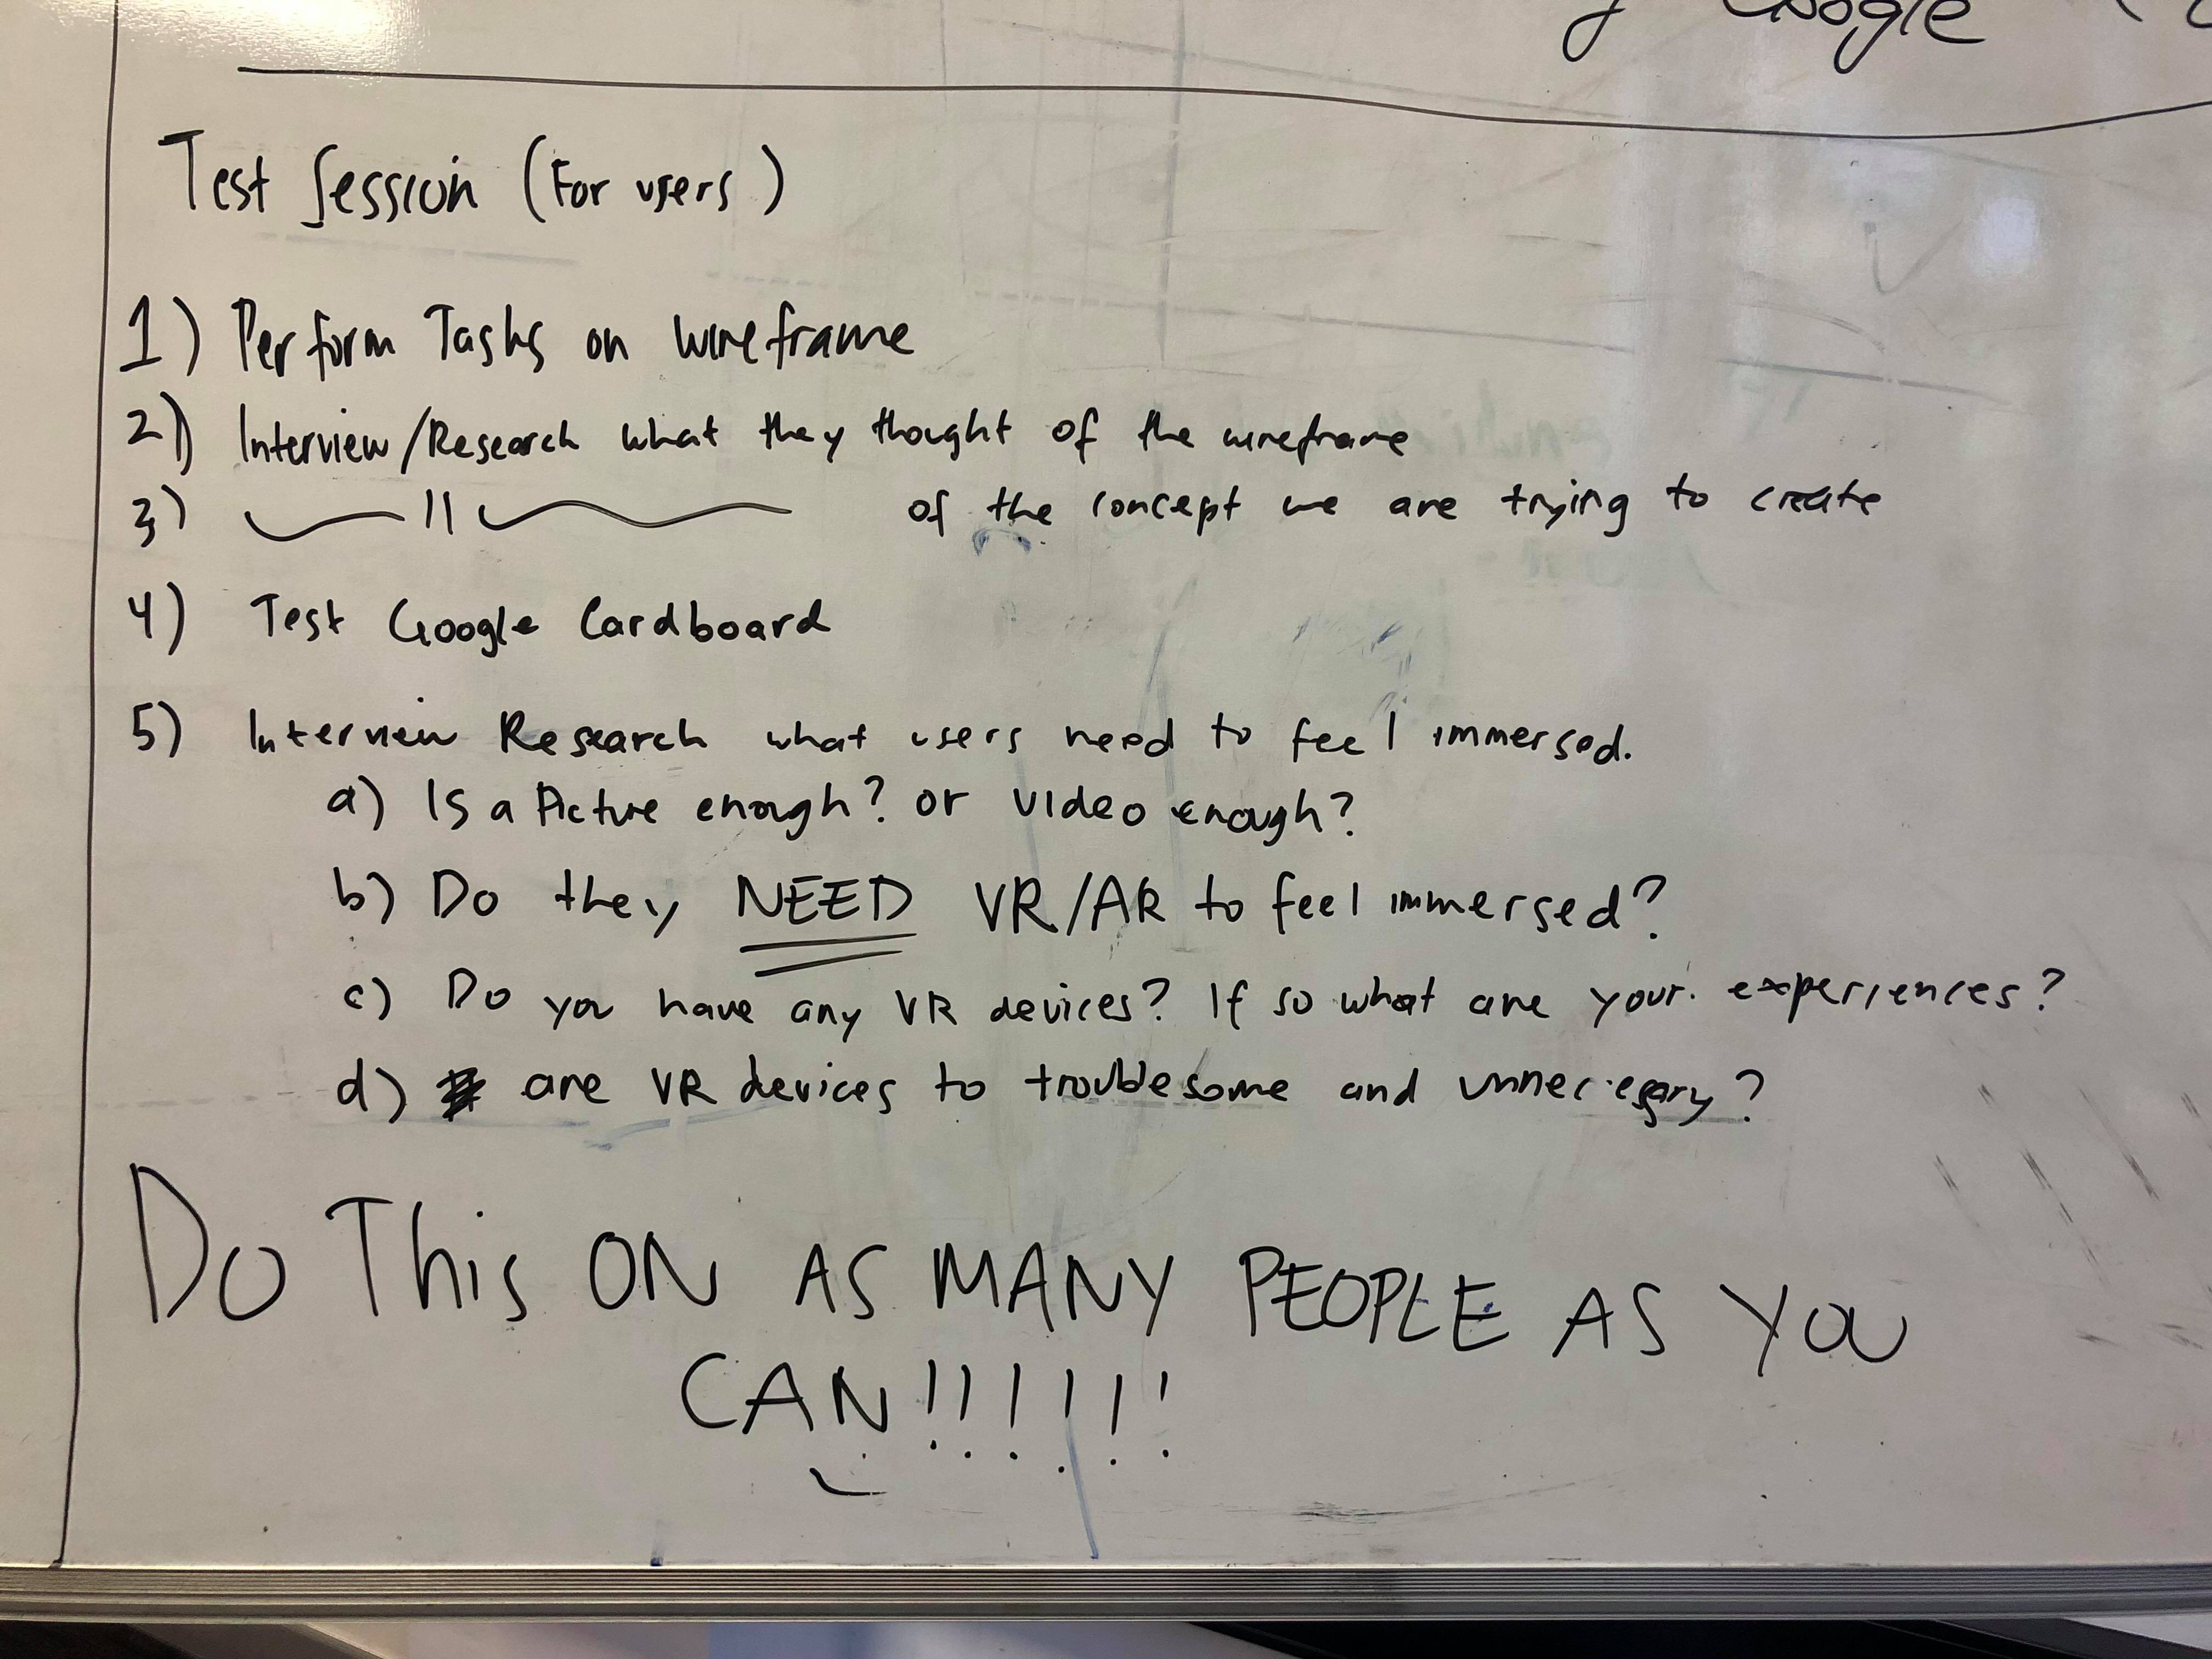 Google
Test Session (For users)
1) Perform Tasks on wireframe
2) Interview/Research what they thought of the wireframe
3) —— 11 —— of the concept we are trying to create
4) Test Google Cardboard
5) Interview Research what users need to feel immersed.
a) Is a Picture enough? or video enough?
b) Do they NEED VR/AR to feel immersed?
c) Do you have any VR devices? If so what are your experiences?
d) are VR devices to troublesome and unnecesary?
Do This ON AS MANY PEOPLE AS YOU
CAN!!!!!!